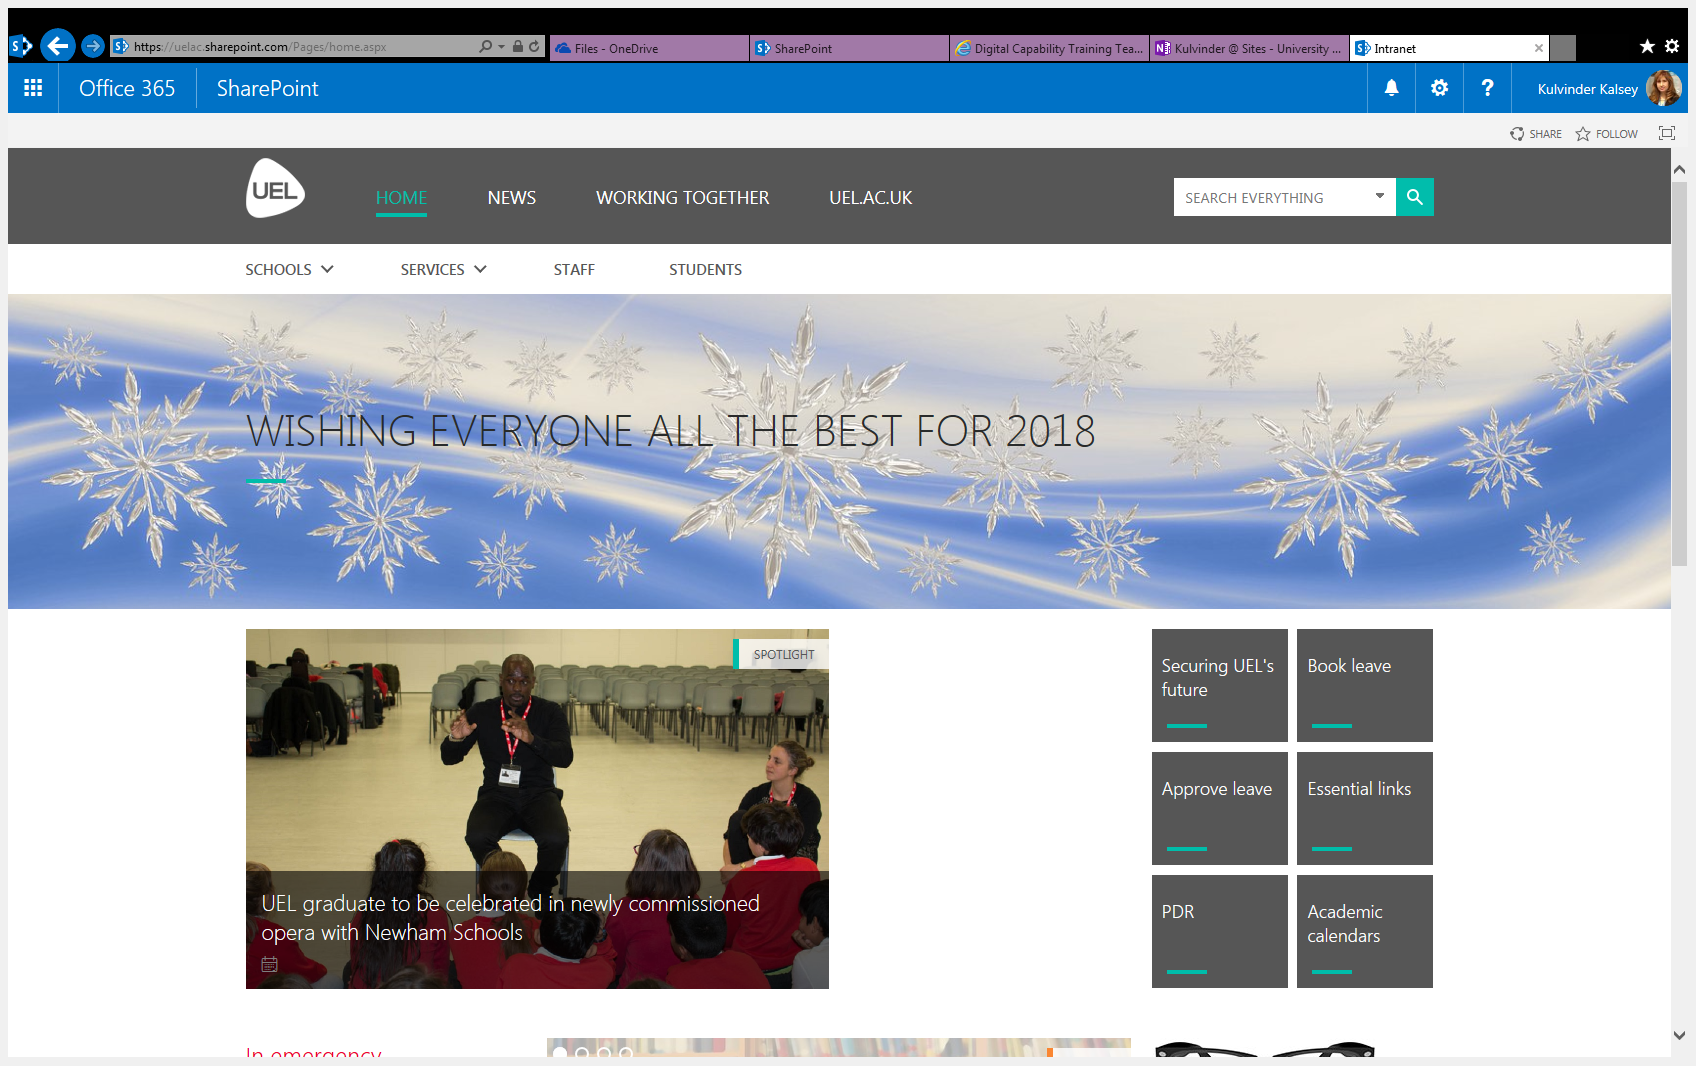 https://uelac.sharepoint.com/Pages/home.aspx
Files - OneDrive
SharePoint
Digital Capability Training Tea...
Kulvinder @ Sites - University ...
Intranet
Office 365
SharePoint
Kulvinder Kalsey
SHARE
FOLLOW
UEL
HOME
NEWS
WORKING TOGETHER
UEL.AC.UK
SEARCH EVERYTHING
SCHOOLS
SERVICES
STAFF
STUDENTS
WISHING EVERYONE ALL THE BEST FOR 2018
SPOTLIGHT
UEL graduate to be celebrated in newly commissioned
opera with Newham Schools
Securing UEL's
future
Book leave
Approve leave
Essential links
PDR
Academic
calendars
In emergency